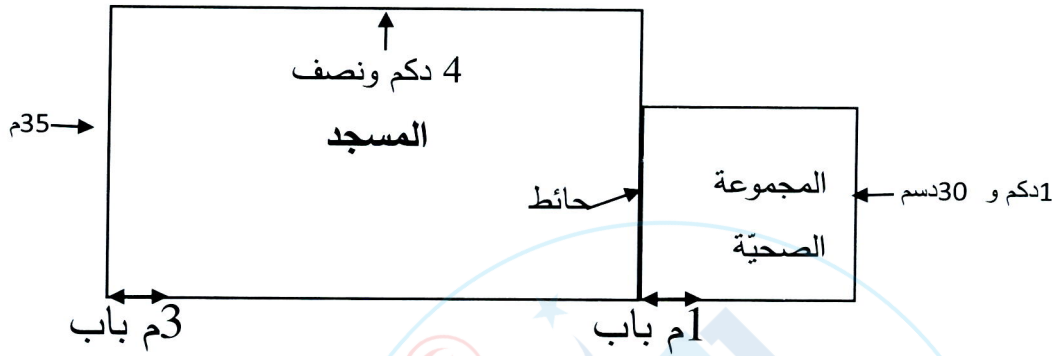 4 دكم ونصف
المسجد
35م
حائط
المجموعة
الصحيّة
1دكم و 30دسم
3م باب
1م باب